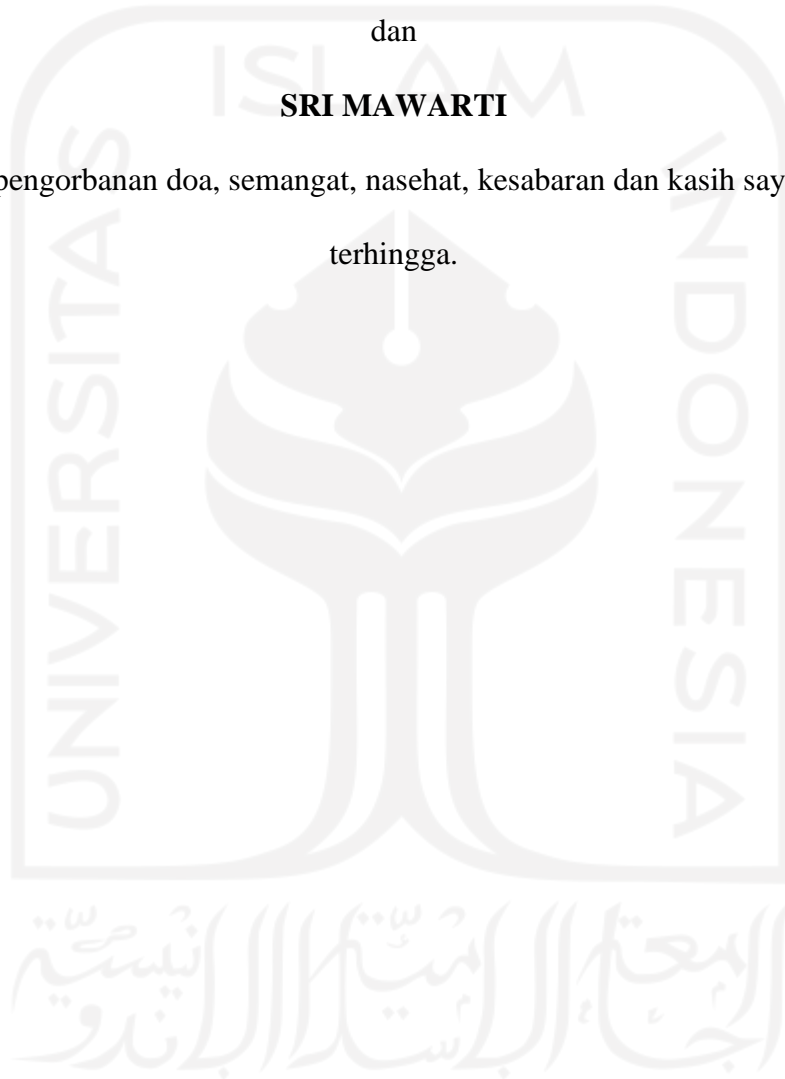 dan
ISLAM
SRI MAWARTI
pengorbanan doa, semangat, nasehat, kesabaran dan kasih say
terhingga.
UNIVERSITAS
INDONESIA